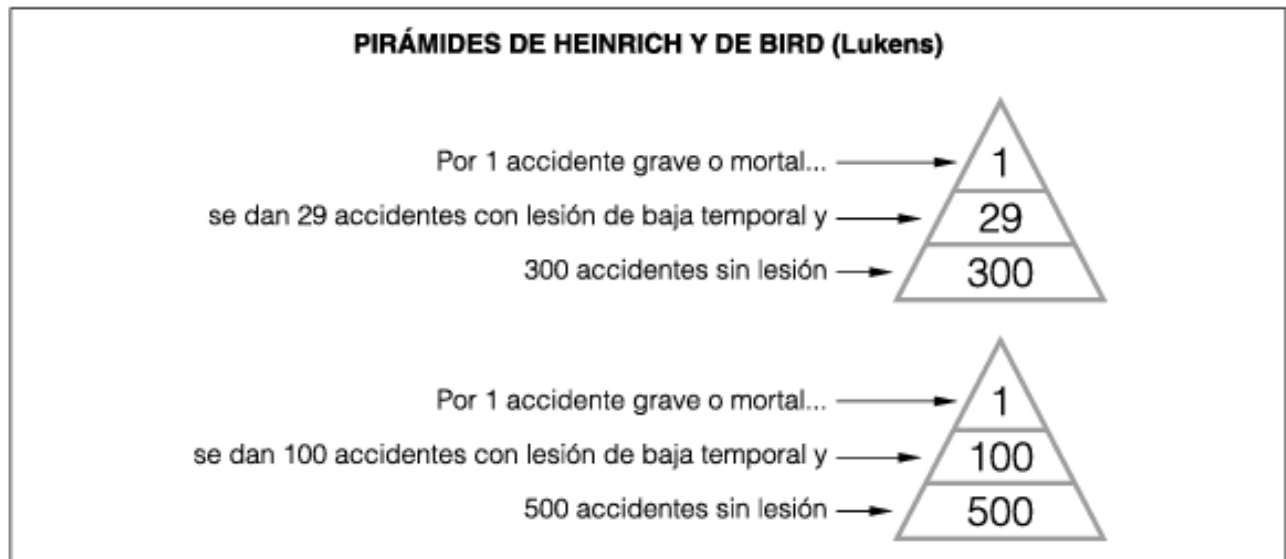 PIRÁMIDES DE HEINRICH Y DE BIRD (Lukens)
Por 1 accidente grave o mortal... 1
se dan 29 accidentes con lesión de baja temporal y 29
300 accidentes sin lesión 300
Por 1 accidente grave o mortal... 1
se dan 100 accidentes con lesión de baja temporal y 100
500 accidentes sin lesión 500